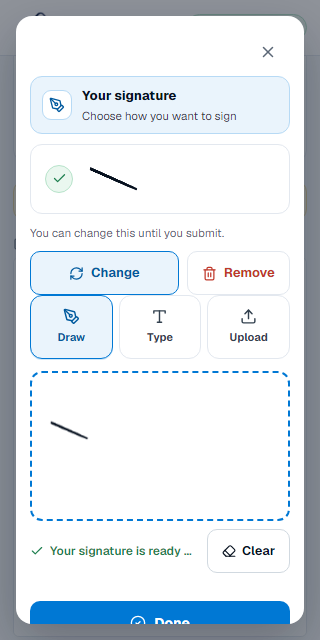 Your signature
Choose how you want to sign
You can change this until you submit.
Change
Remove
Draw
Type
Upload
Your signature is ready ...
Clear
Done